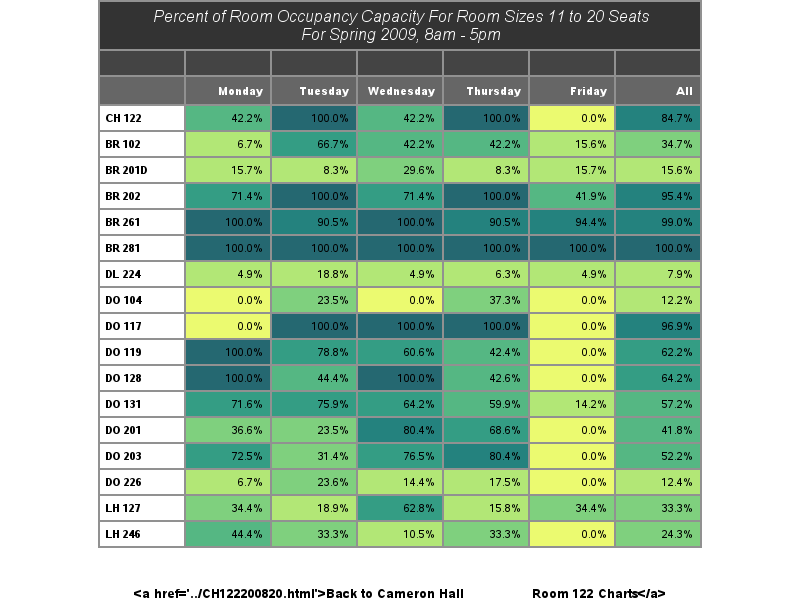 Percent of Room Occupancy Capacity For Room Sizes 11 to 20 Seats
For Spring 2009, 8am - 5pm
Monday Tuesday Wednesday Thursday Friday All
CH 122 42.2% 100.0% 42.2% 100.0% 0.0% 84.7%
BR 102 6.7% 66.7% 42.2% 42.2% 15.6% 34.7%
BR 201D 15.7% 8.3% 29.6% 8.3% 15.7% 15.6%
BR 202 71.4% 100.0% 71.4% 100.0% 41.9% 95.4%
BR 261 100.0% 90.5% 100.0% 90.5% 94.4% 99.0%
BR 281 100.0% 100.0% 100.0% 100.0% 100.0% 100.0%
DL 224 4.9% 18.8% 4.9% 6.3% 4.9% 7.9%
DO 104 0.0% 23.5% 0.0% 37.3% 0.0% 12.2%
DO 117 0.0% 100.0% 100.0% 100.0% 0.0% 96.9%
DO 119 100.0% 78.8% 60.6% 42.4% 0.0% 62.2%
DO 128 100.0% 44.4% 100.0% 42.6% 0.0% 64.2%
DO 131 71.6% 75.9% 64.2% 59.9% 14.2% 57.2%
DO 201 36.6% 23.5% 80.4% 68.6% 0.0% 41.8%
DO 203 72.5% 31.4% 76.5% 80.4% 0.0% 52.2%
DO 226 6.7% 23.6% 14.4% 17.5% 0.0% 12.4%
LH 127 34.4% 18.9% 62.8% 15.8% 34.4% 33.3%
LH 246 44.4% 33.3% 10.5% 33.3% 0.0% 24.3%
<a href='../CH122200820.html'>Back to Cameron Hall Room 122 Charts</a>